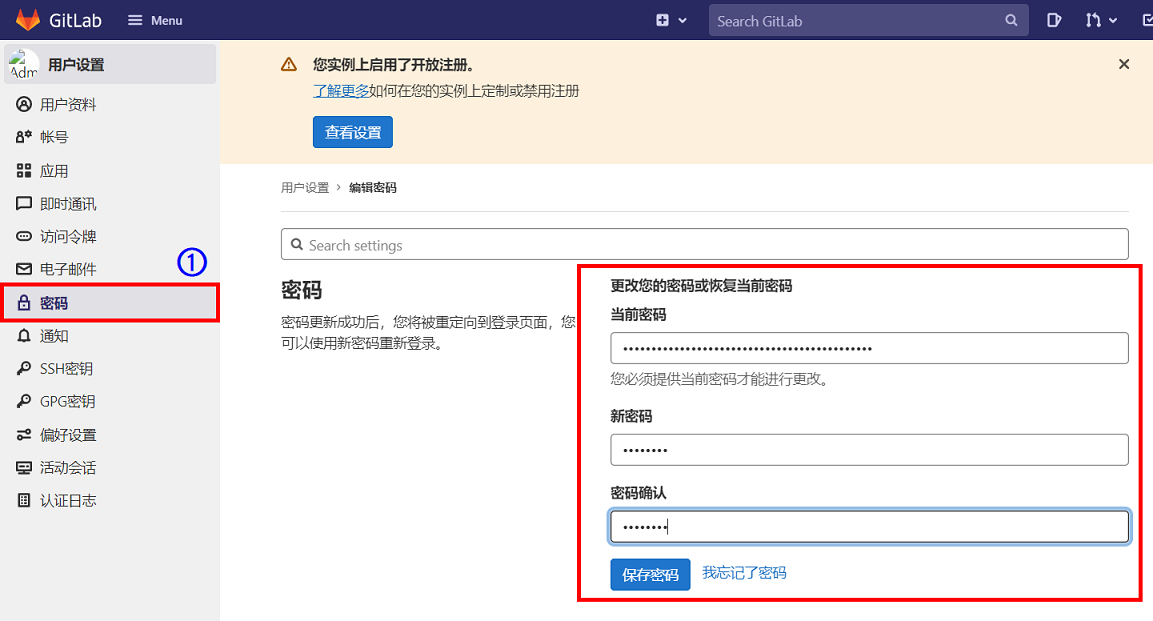 GitLab
Menu
Search GitLab
Adm
用户设置
用户资料
帐号
应用
即时通讯
访问令牌
电子邮件
①
密码
通知
SSH密钥
GPG密钥
偏好设置
活动会话
认证日志
您实例上启用了开放注册。
了解更多如何在您的实例上定制或禁用注册
查看设置
用户设置 › 编辑密码
Search settings
密码
密码更新成功后，您将被重定向到登录页面，您
可以使用新密码重新登录。
更改您的密码或恢复当前密码
当前密码
您必须提供当前密码才能进行更改。
新密码
密码确认
保存密码 我忘记了密码